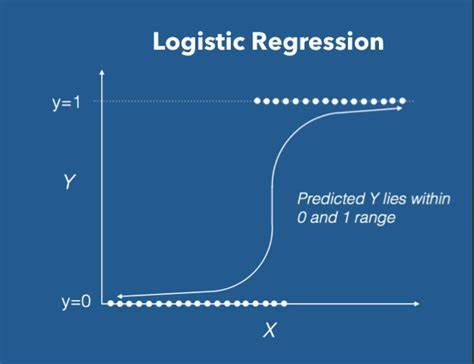 Logistic Regression
y=1
Y
Predicted Y lies within
0 and 1 range
y=0
X